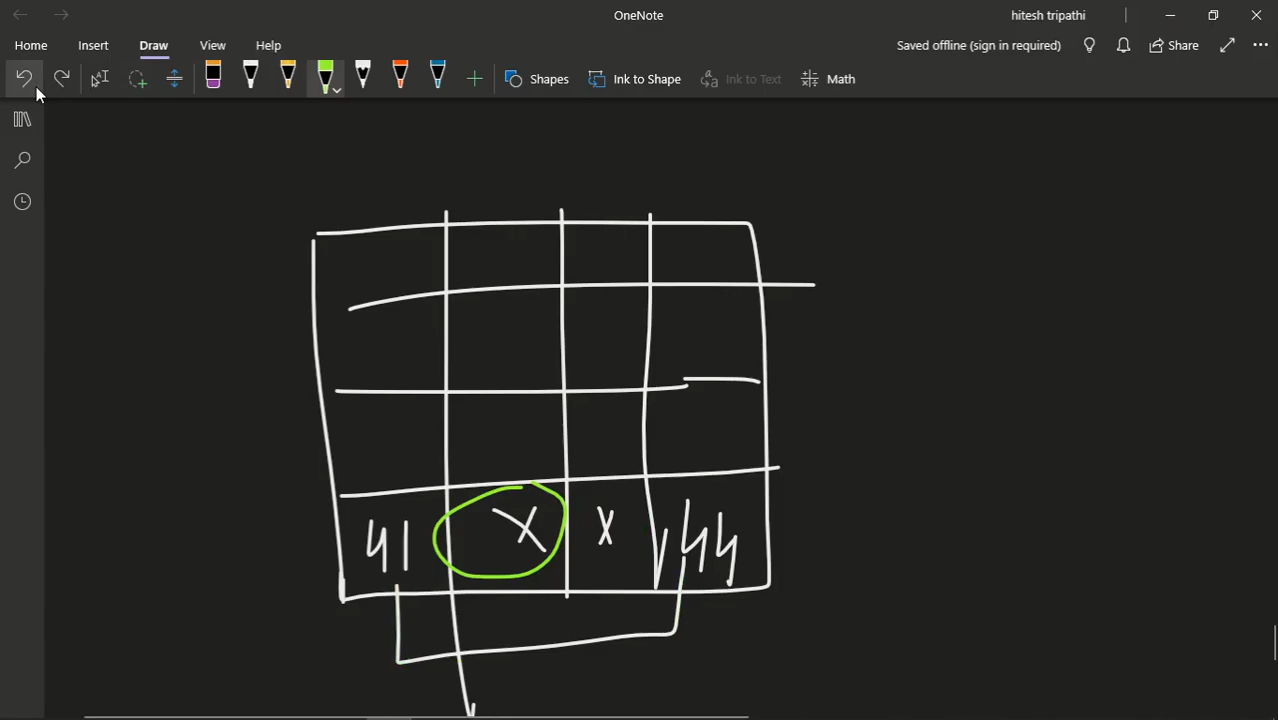 OneNote
hitesh tripathi
Home Insert Draw View Help
Saved offline (sign in required)
Share
Shapes
Ink to Shape
Ink to Text
Math
41 X X 44